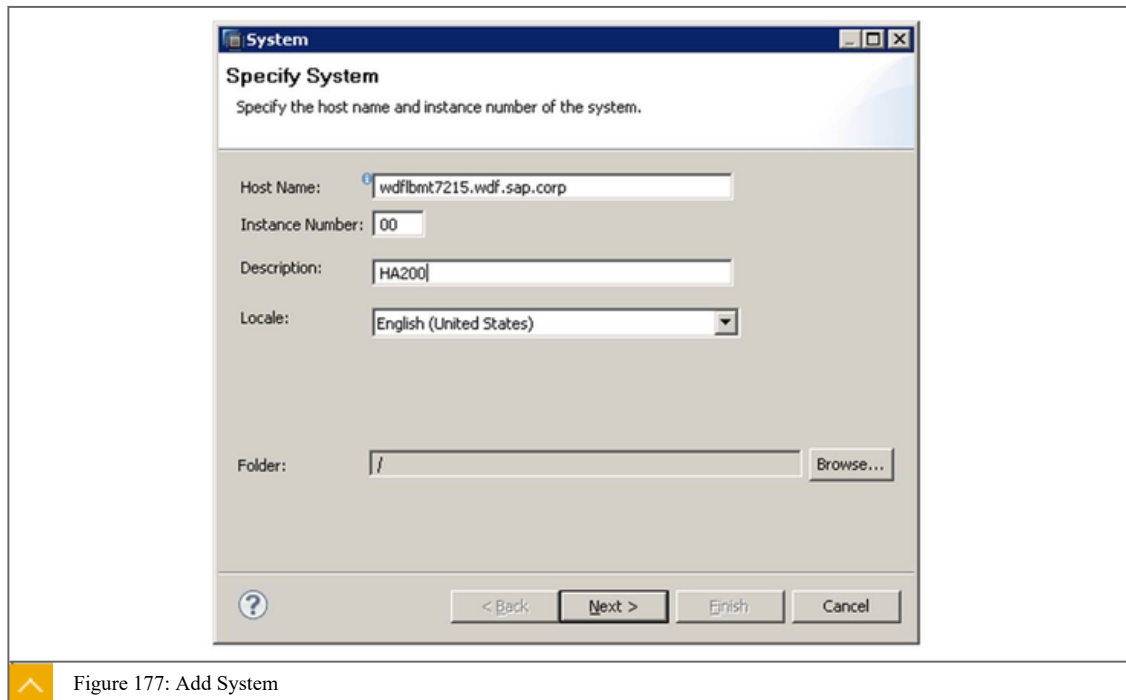 System
Specify System
Specify the host name and instance number of the system.
Host Name: wdflbmt7215.wdf.sap.corp
Instance Number: 00
Description: HA200
Locale: English (United States)
Folder: / Browse...
? < Back Next > Finish Cancel
Figure 177: Add System